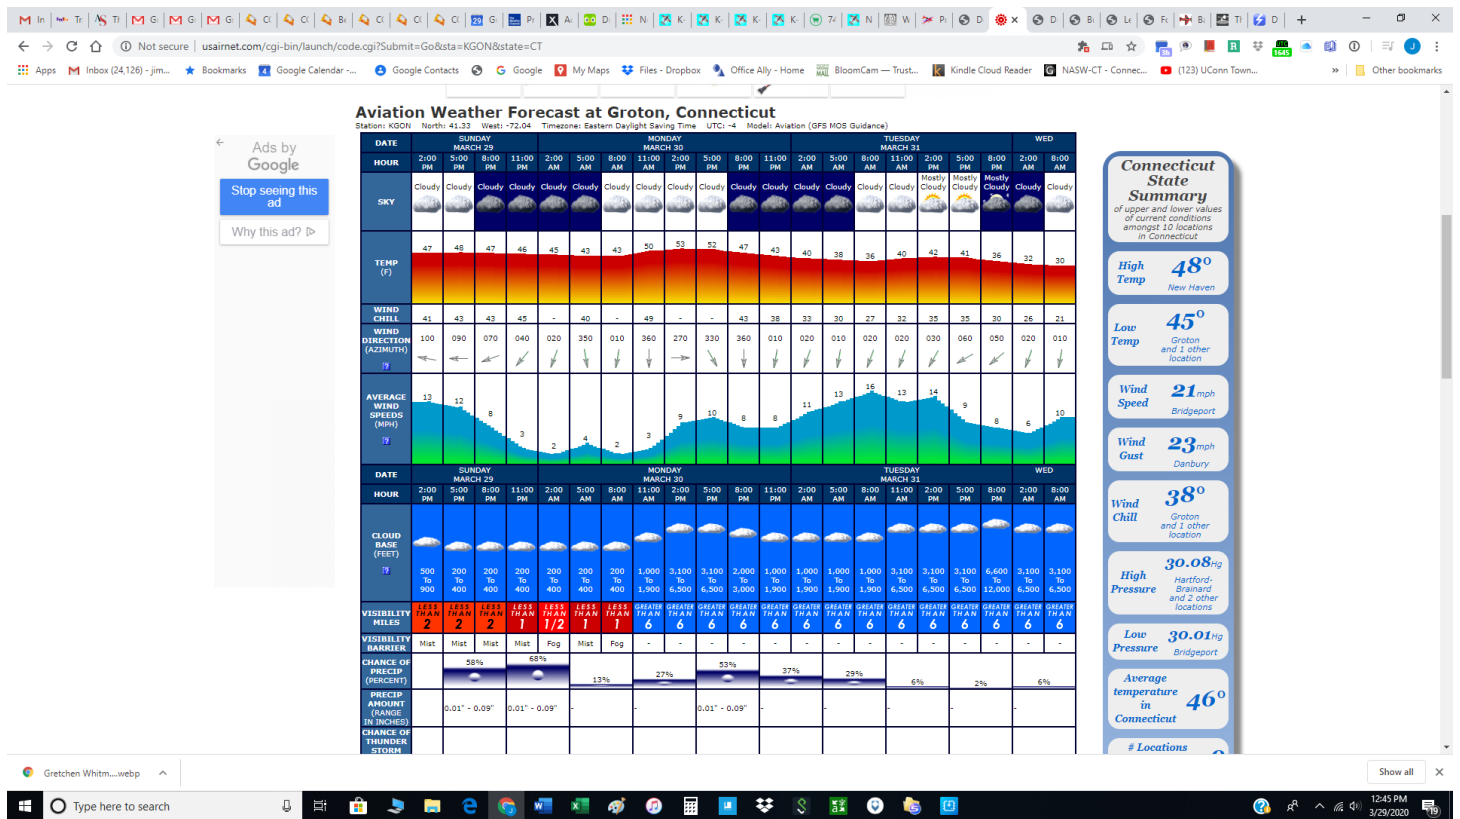 Not secure | usairnet.com/cgi-bin/launch/code.cgi?Submit=Go&sta=KGON&state=CT
Apps Inbox (24,126) - jim... Bookmarks Google Calendar -... Google Contacts Google My Maps Files - Dropbox Office Ally - Home BloomCam — Trust... Kindle Cloud Reader NASW-CT - Connec... (123) UConn Town... » Other bookmarks
Ads by
Google
Stop seeing this
ad
Why this ad?
Aviation Weather Forecast at Groton, Connecticut
Station: KGON North: 41.33 West: -72.04 Timezone: Eastern Daylight Saving Time UTC: -4 Model: Aviation (GFS MOS Guidance)
DATE SUNDAY MONDAY TUESDAY WED
MARCH 29 MARCH 30 MARCH 31
HOUR 2:00 5:00 8:00 11:00 2:00 5:00 8:00 11:00 2:00 5:00 8:00 11:00 2:00 5:00 8:00 11:00 2:00 5:00 8:00 2:00 8:00
PM PM PM PM AM AM AM AM PM PM PM PM AM AM AM AM PM PM PM AM AM
SKY Cloudy Cloudy Cloudy Cloudy Cloudy Cloudy Cloudy Cloudy Cloudy Cloudy Cloudy Cloudy Cloudy Cloudy Cloudy Cloudy Mostly Cloudy Mostly Cloudy Mostly Cloudy Cloudy Cloudy
TEMP 47 48 47 46 45 43 43 50 53 52 47 43 40 38 36 40 42 41 36 32 30
(F)
WIND
CHILL 41 43 43 45 - 40 - 49 - - 43 38 33 30 27 32 35 35 30 26 21
WIND
DIRECTION 100 090 070 040 020 350 010 360 270 330 360 010 020 010 020 020 030 060 050 020 010
(AZIMUTH)
?
AVERAGE
WIND
SPEEDS
(MPH)
?
13 12 8 3 2 4 2 3 9 10 8 8 11 13 16 13 14 9 8 6 10
DATE SUNDAY MONDAY TUESDAY WED
MARCH 29 MARCH 30 MARCH 31
HOUR 2:00 5:00 8:00 11:00 2:00 5:00 8:00 11:00 2:00 5:00 8:00 11:00 2:00 5:00 8:00 11:00 2:00 5:00 8:00 2:00 8:00
PM PM PM PM AM AM AM AM PM PM PM PM AM AM AM AM PM PM PM AM AM
CLOUD
BASE
(FEET)
?
500 200 200 200 200 200 200 1,000 3,100 3,100 2,000 1,000 1,000 1,000 1,000 3,100 3,100 3,100 6,600 3,100 3,100
To To To To To To To To To To To To To To To To To To To To To
900 400 400 400 400 400 400 1,900 6,500 6,500 3,000 1,900 1,900 1,900 1,900 6,500 6,500 6,500 12,000 6,500 6,500
LESS LESS LESS LESS LESS LESS LESS GREATER GREATER GREATER GREATER GREATER GREATER GREATER GREATER GREATER GREATER GREATER GREATER GREATER GREATER
VISIBILITY THAN THAN THAN THAN THAN THAN THAN THAN THAN THAN THAN THAN THAN THAN THAN THAN THAN THAN THAN THAN THAN
MILES 2 2 2 1 1/2 1 1 6 6 6 6 6 6 6 6 6 6 6 6 6 6
VISIBILITY
BARRIER Mist Mist Mist Mist Fog Mist Fog - - - - - - - - - - - - - -
CHANCE OF
PRECIP
(PERCENT)
58% 68% 13% 27% 53% 37% 29% 6% 2% 6%
PRECIP
AMOUNT
(RANGE
IN INCHES)
0.01" - 0.09" 0.01" - 0.09" - - 0.01" - 0.09" - - - - -
CHANCE OF
THUNDER
STORM
Connecticut
State
Summary
of upper and lower values
of current conditions
amongst 10 locations
in Connecticut
High
Temp
48°
New Haven
Low
Temp
45°
Groton
and 1 other
location
Wind
Speed
21mph
Bridgeport
Wind
Gust
23mph
Danbury
Wind
Chill
38°
Groton
and 1 other
location
High
Pressure
30.08Hg
Hartford-
Brainard
and 2 other
locations
Low
Pressure
30.01Hg
Bridgeport
Average
temperature
in
Connecticut
46°
# Locations
Gretchen Whitm....webp
Show all
Type here to search
12:45 PM
3/29/2020